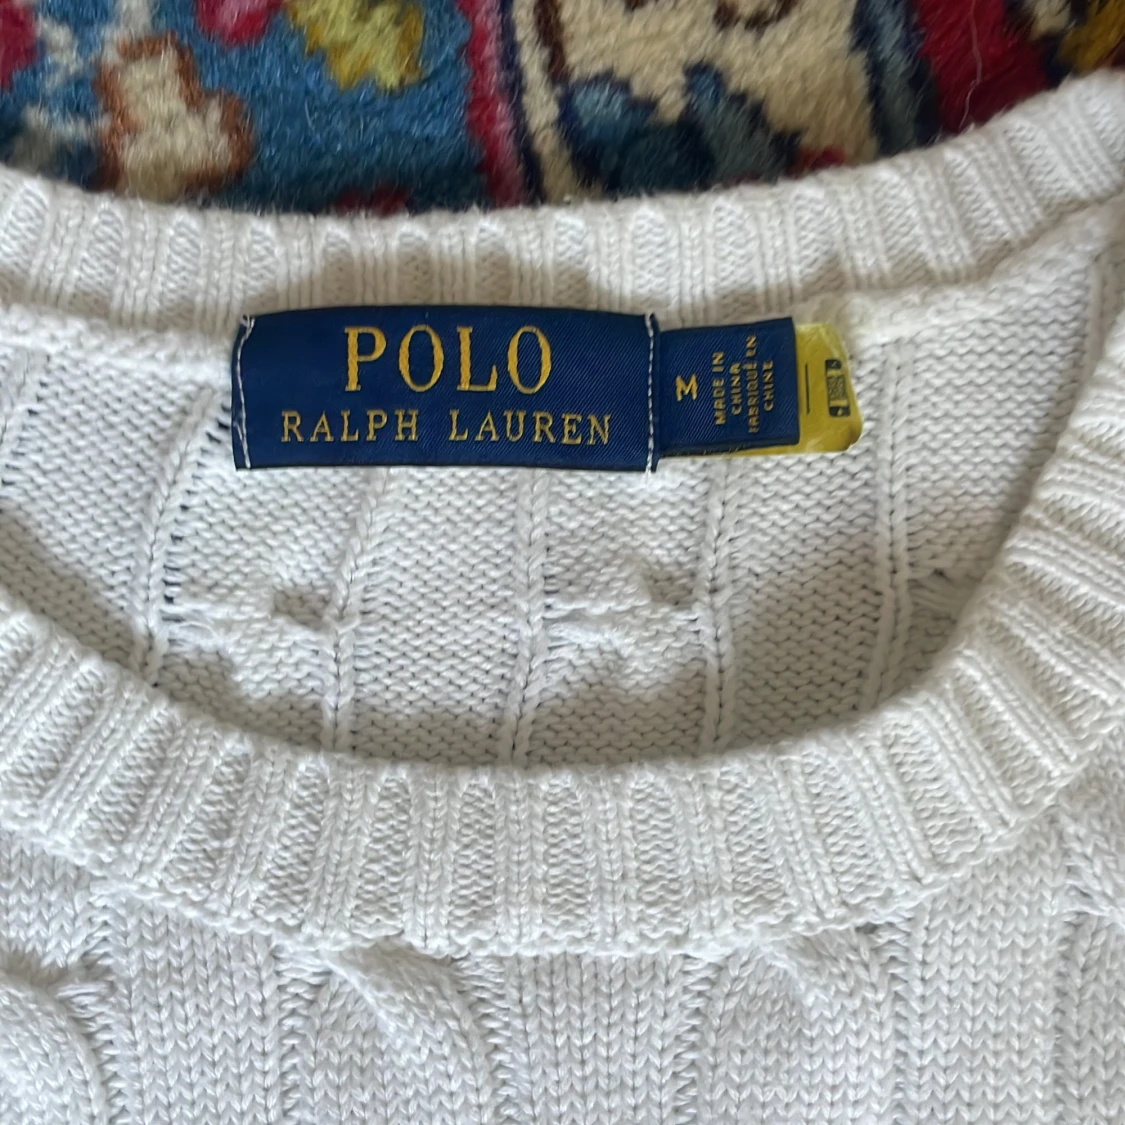 POLO
RALPH LAUREN
M
MADE IN
CHINA
FABRIQUÉ EN
CHINE